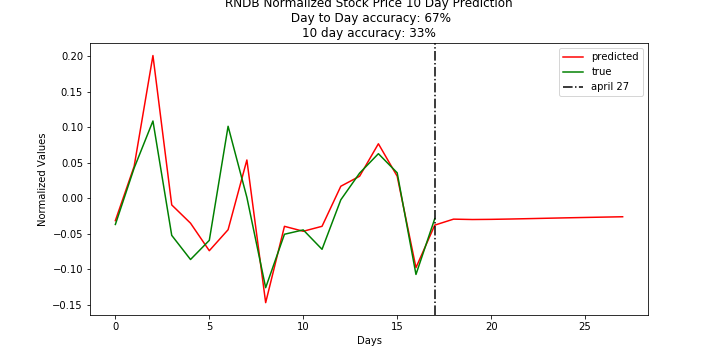 RNDB Normalized Stock Price 10 Day Prediction
Day to Day accuracy: 67%
10 day accuracy: 33%
predicted
true
april 27
Normalized Values
0.20
0.15
0.10
0.05
0.00
−0.05
−0.10
−0.15
0 5 10 15 20 25
Days